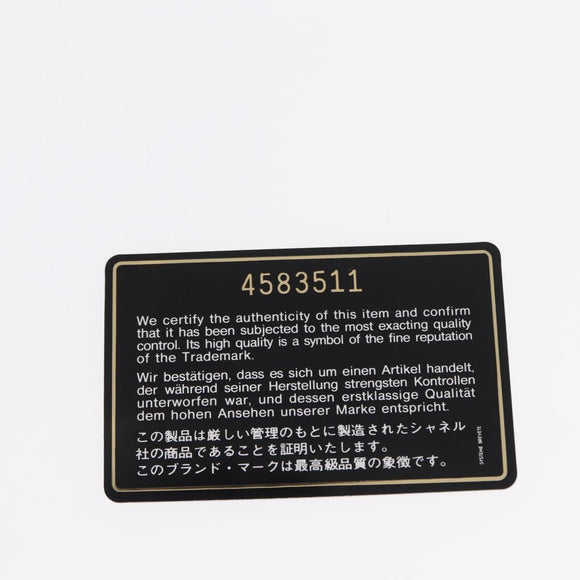 4583511
We certify the authenticity of this item and confirm
that it has been subjected to the most exacting quality
control. Its high quality is a symbol of the fine reputation
of the Trademark.
Wir bestätigen, dass es sich um einen Artikel handelt,
der während seiner Herstellung strengsten Kontrollen
unterworfen war, und dessen erstklassige Qualität
dem hohen Ansehen unserer Marke entspricht.
この製品は厳しい管理のもとに製造されたシャネル
社の商品であることを証明いたします。
このブランド・マークは最高級品質の象徴です。
SYSTEME BREVETE